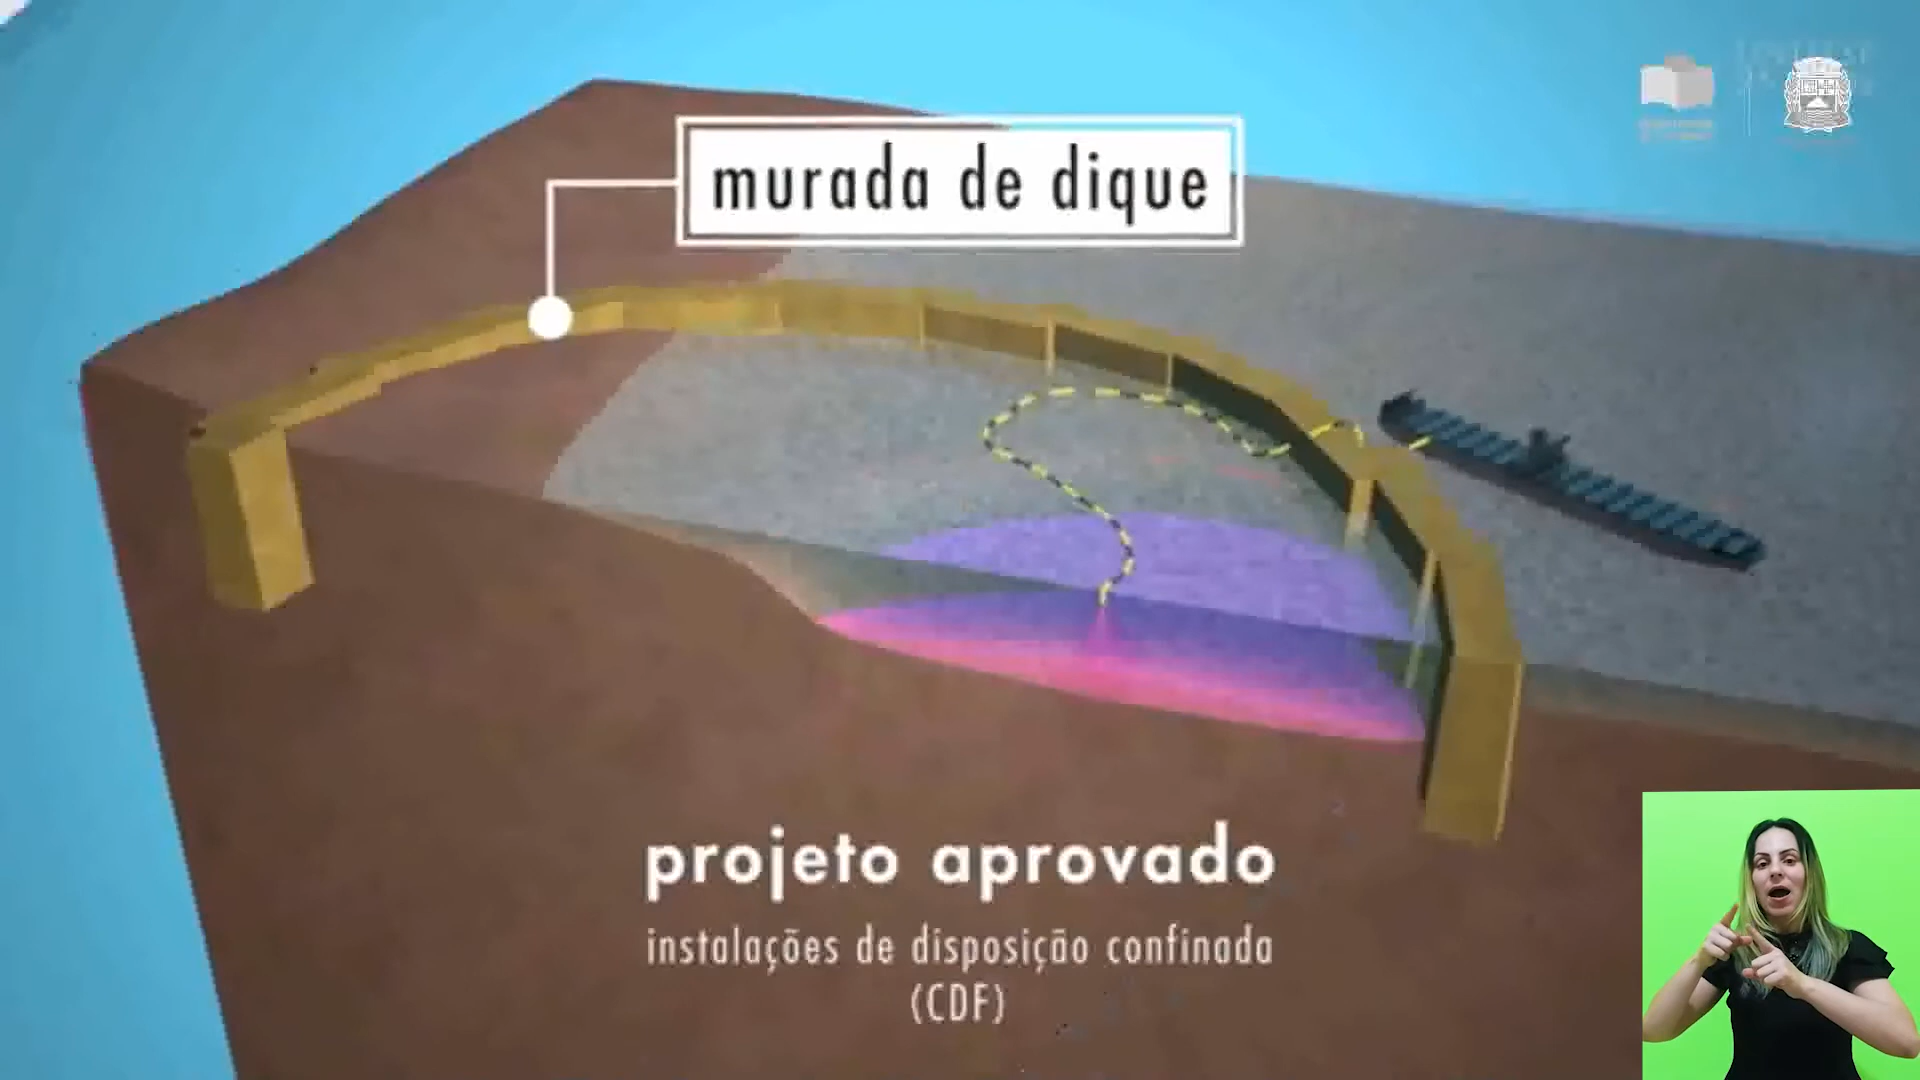 murada de dique
projeto aprovado
instalações de disposição confinada
(CDF)